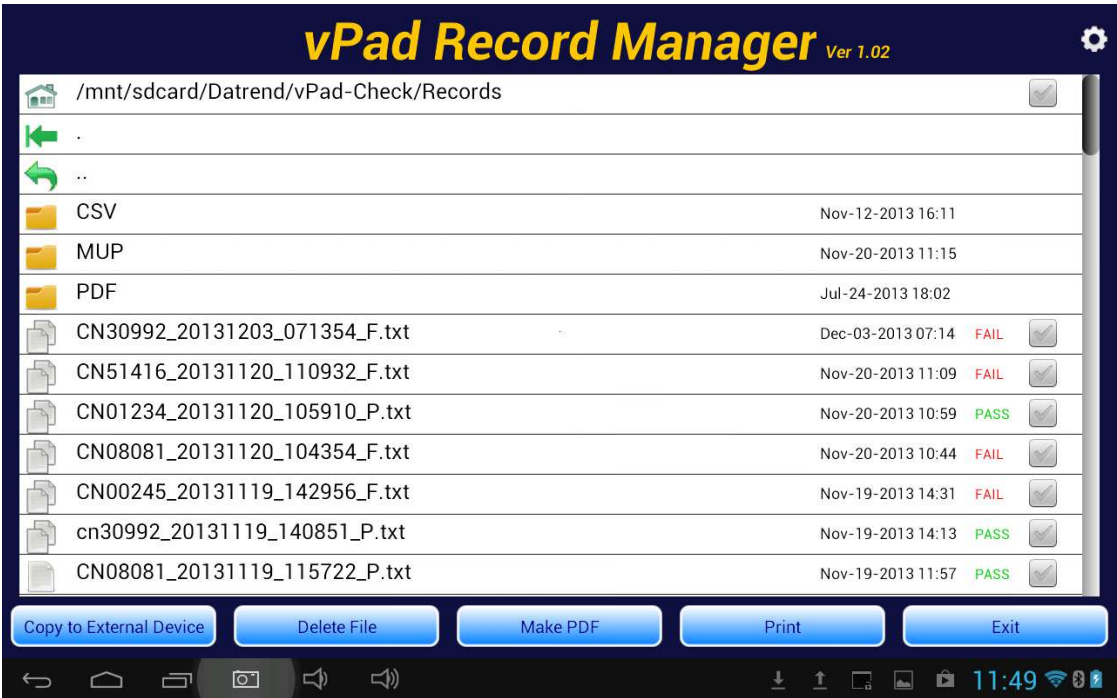 vPad Record Manager Ver 1.02
/mnt/sdcard/Datrend/vPad-Check/Records
.
..
CSV Nov-12-2013 16:11
MUP Nov-20-2013 11:15
PDF Jul-24-2013 18:02
CN30992_20131203_071354_F.txt Dec-03-2013 07:14 FAIL
CN51416_20131120_110932_F.txt Nov-20-2013 11:09 FAIL
CN01234_20131120_105910_P.txt Nov-20-2013 10:59 PASS
CN08081_20131120_104354_F.txt Nov-20-2013 10:44 FAIL
CN00245_20131119_142956_F.txt Nov-19-2013 14:31 FAIL
cn30992_20131119_140851_P.txt Nov-19-2013 14:13 PASS
CN08081_20131119_115722_P.txt Nov-19-2013 11:57 PASS
Copy to External Device Delete File Make PDF Print Exit
11:49